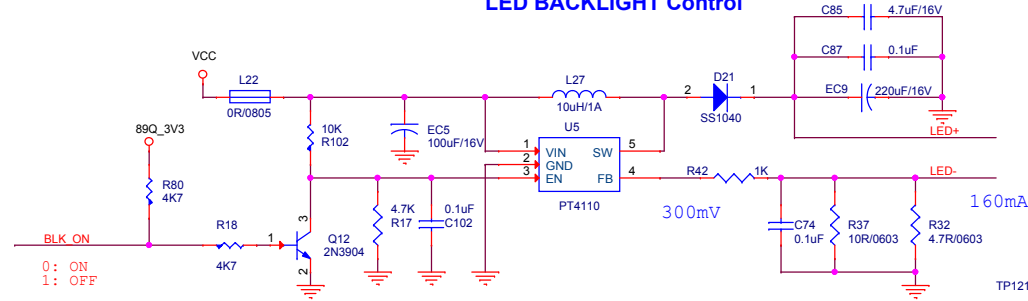 LED BACKLIGHT Control
C85 4.7uF/16V
VCC
C87 0.1uF
L22
L27
D21
2 1
EC9 220uF/16V
0R/0805
10uH/1A
SS1040
89Q_3V3
10K
R102
EC5
100uF/16V
U5
LED+
1 VIN SW 5
2 GND
3 EN FB 4
R42 1K
LED-
R80
4K7
PT4110
300mV
160mA
4.7K
R17
0.1uF
C102
C74
0.1uF
R37
10R/0603
R32
4.7R/0603
R18
3
BLK_ON
1
Q12
2N3904
4K7
2
0: ON
1: OFF
TP121